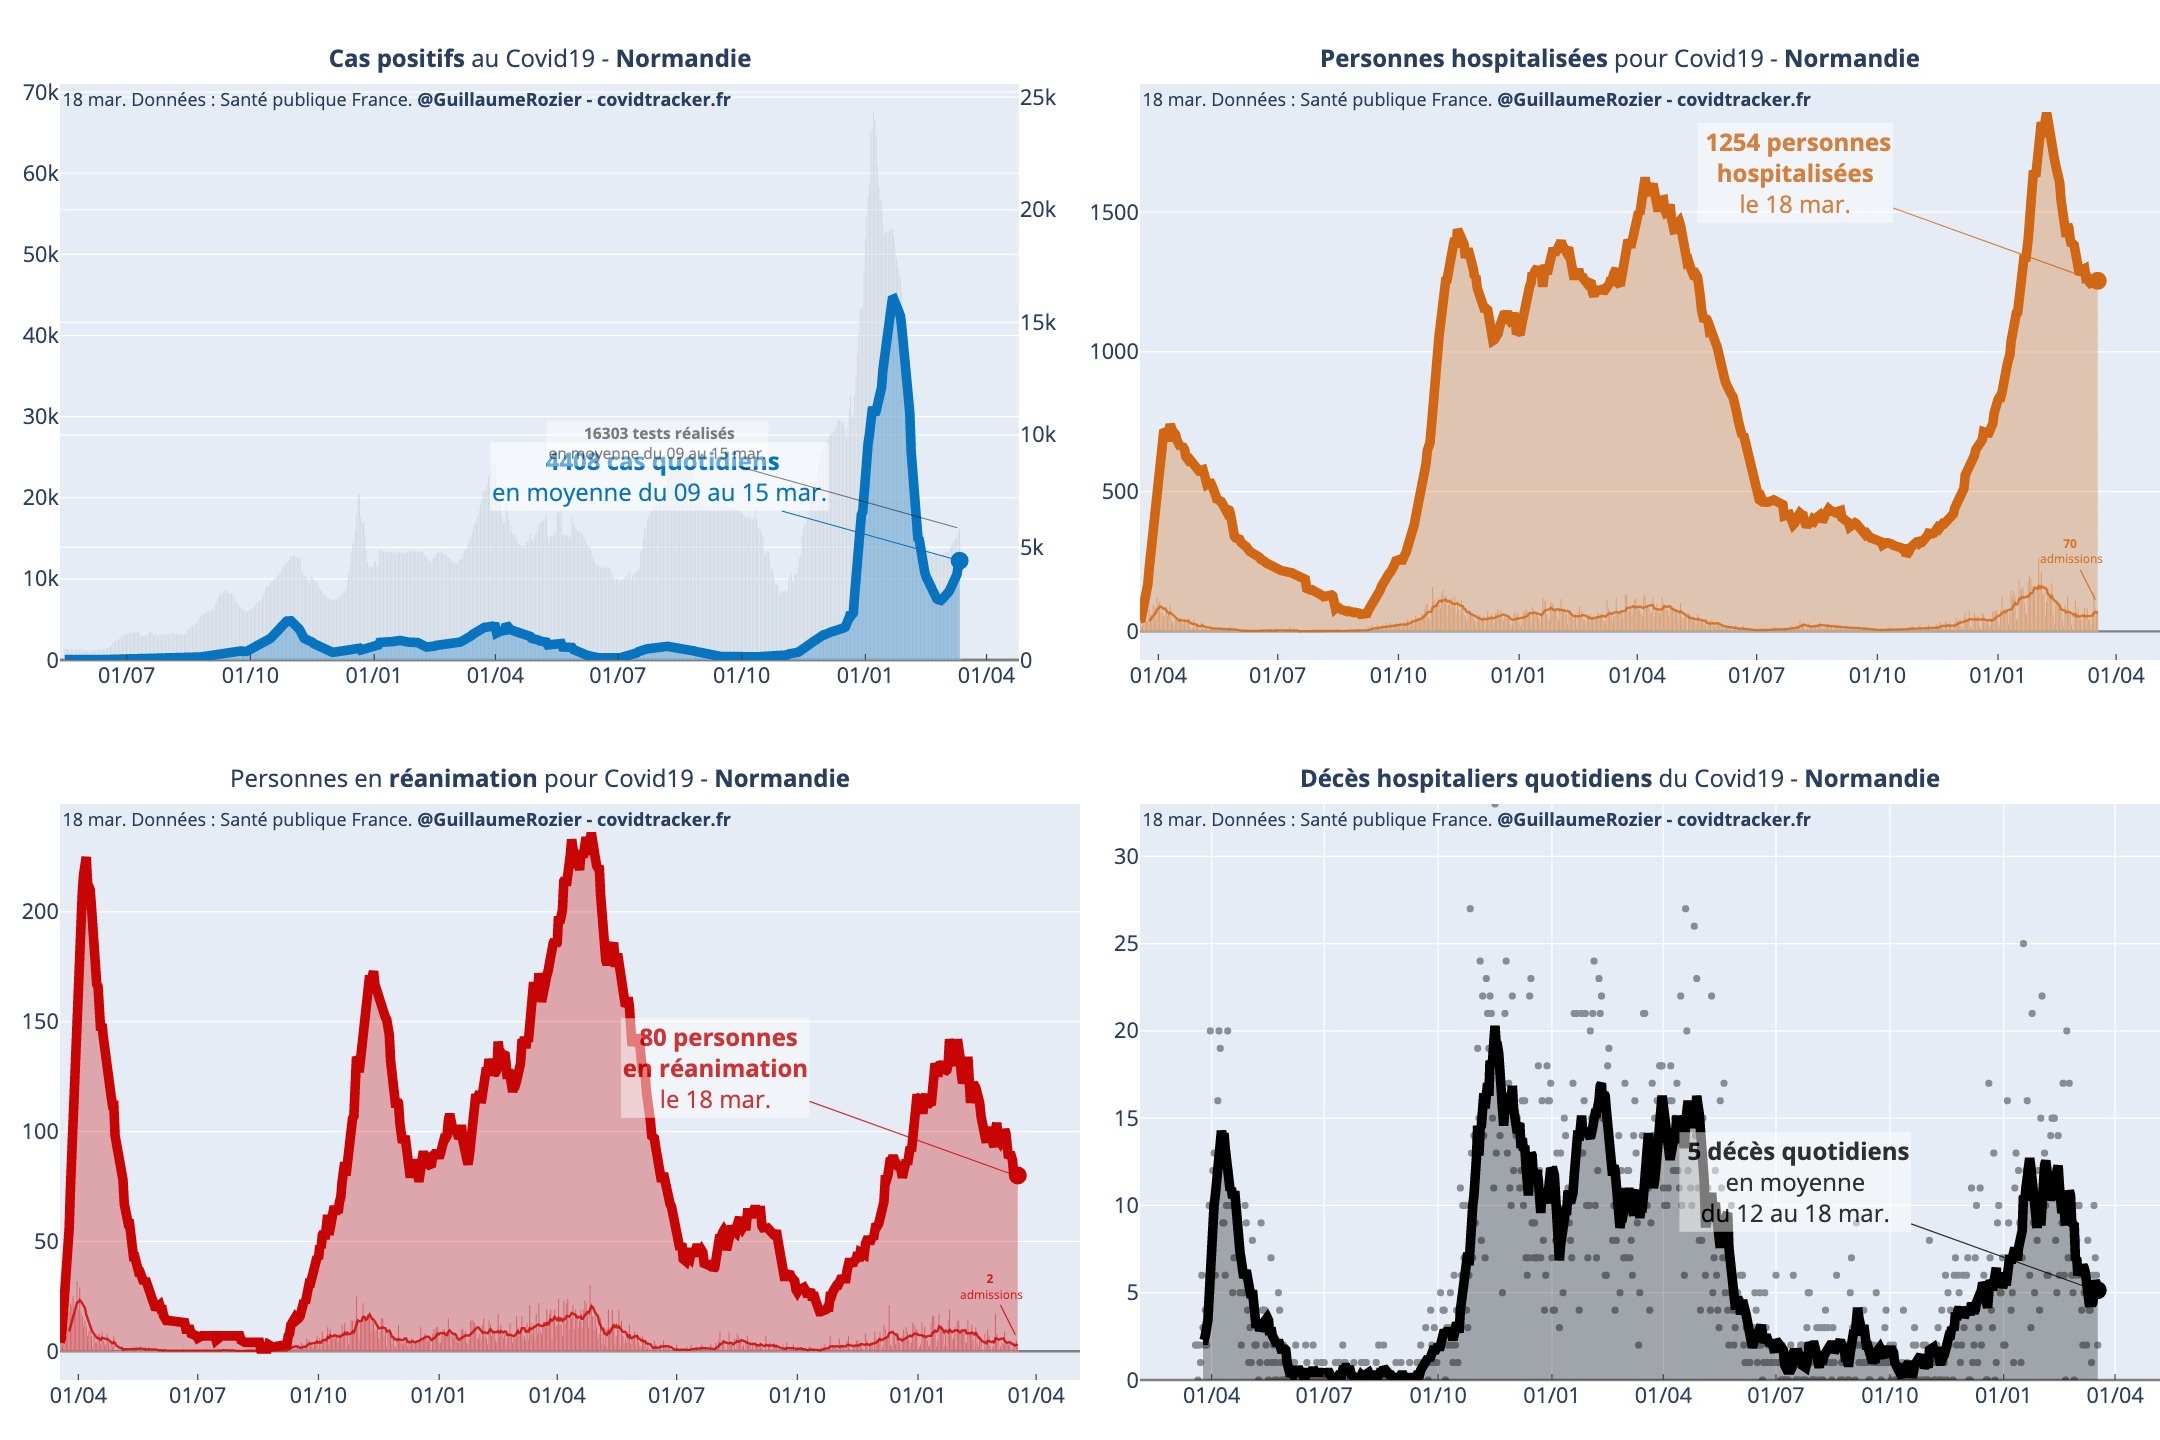 Cas positifs au Covid19 - Normandie
18 mar. Données : Santé publique France. @GuillaumeRozier - covidtracker.fr
70k
60k
50k
40k
30k
20k
10k
0
25k
20k
15k
10k
5k
0
16303 tests réalisés
en moyenne du 09 au 15 mar.
4408 cas quotidiens
en moyenne du 09 au 15 mar.
01/07 01/10 01/01 01/04 01/07 01/10 01/01 01/04
Personnes hospitalisées pour Covid19 - Normandie
18 mar. Données : Santé publique France. @GuillaumeRozier - covidtracker.fr
1254 personnes
hospitalisées
le 18 mar.
1500
1000
500
0
70
admissions
01/04 01/07 01/10 01/01 01/04 01/07 01/10 01/01 01/04
Personnes en réanimation pour Covid19 - Normandie
18 mar. Données : Santé publique France. @GuillaumeRozier - covidtracker.fr
200
150
100
50
0
80 personnes
en réanimation
le 18 mar.
2
admissions
01/04 01/07 01/10 01/01 01/04 01/07 01/10 01/01 01/04
Décès hospitaliers quotidiens du Covid19 - Normandie
18 mar. Données : Santé publique France. @GuillaumeRozier - covidtracker.fr
30
25
20
15
10
5
0
5 décès quotidiens
en moyenne
du 12 au 18 mar.
01/04 01/07 01/10 01/01 01/04 01/07 01/10 01/01 01/04